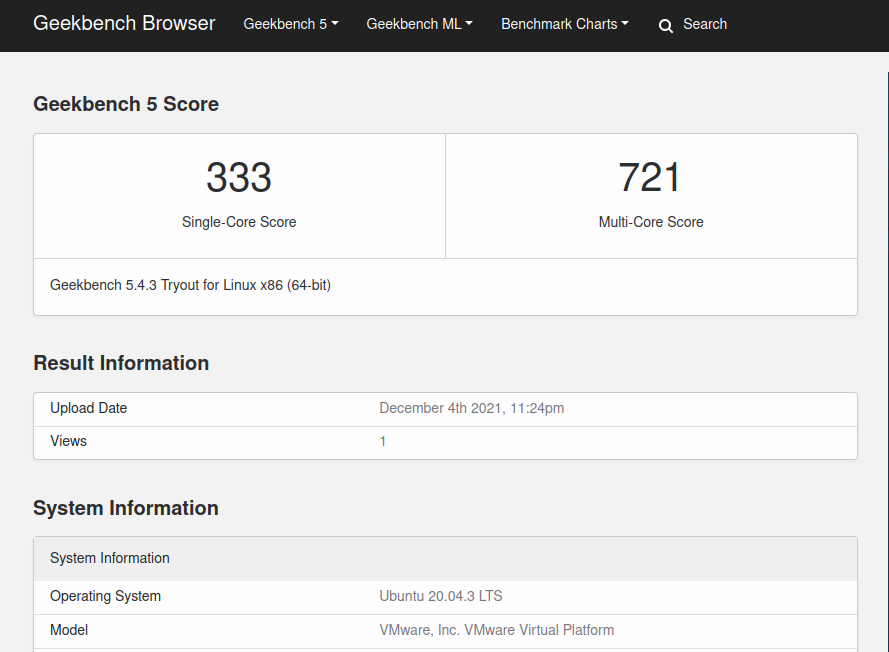 Geekbench Browser Geekbench 5 Geekbench ML Benchmark Charts Search
Geekbench 5 Score
333 721
Single-Core Score Multi-Core Score
Geekbench 5.4.3 Tryout for Linux x86 (64-bit)
Result Information
Upload Date December 4th 2021, 11:24pm
Views 1
System Information
System Information
Operating System Ubuntu 20.04.3 LTS
Model VMware, Inc. VMware Virtual Platform